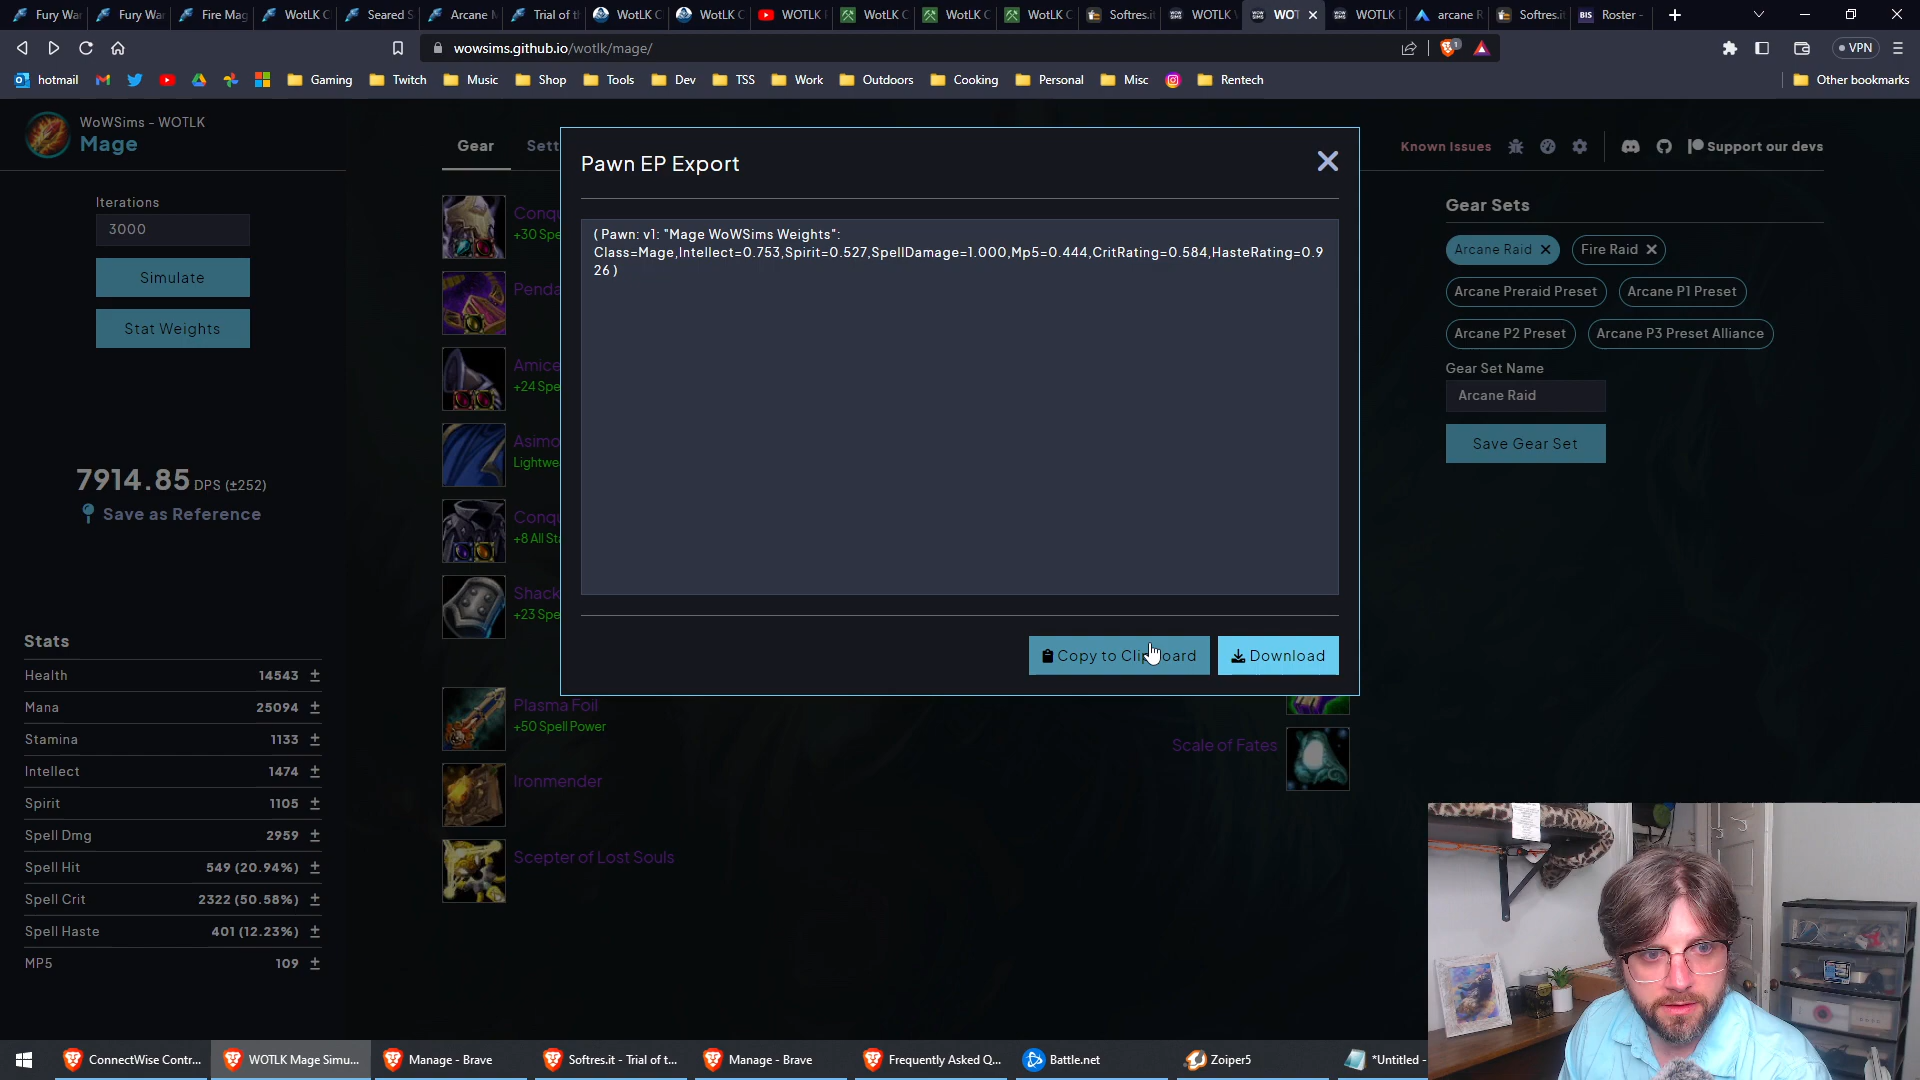 Fury Wa
Fury Wa
Fire Mag
WotLK C
Seared S
Arcane M
Trial of th
WotLK C
WotLK C
WOTLK
WotLK C
WotLK C
WotLK C
Softres.i
WOTLK
WOT
WOTLK
arcane R
Softres.i
BIS Roster -
wowsims.github.io/wotlk/mage/
VPN
hotmail
Gaming
Twitch
Music
Shop
Tools
Dev
TSS
Work
Outdoors
Cooking
Personal
Misc
Rentech
Other bookmarks
WoWSims - WOTLK
Mage
Gear
Sett
Known Issues
Support our devs
Iterations
3000
Simulate
Stat Weights
7914.85 DPS (±252)
Save as Reference
Stats
Health 14543
Mana 25094
Stamina 1133
Intellect 1474
Spirit 1105
Spell Dmg 2959
Spell Hit 549 (20.94%)
Spell Crit 2322 (50.58%)
Spell Haste 401 (12.23%)
MP5 109
Conqu
+30 Spe
Penda
Amice
+24 Spe
Asimo
Lightwe
Conqu
+8 All Sta
Shack
+23 Spe
Plasma Foil
+50 Spell Power
Ironmender
Scepter of Lost Souls
Pawn EP Export
( Pawn: v1: "Mage WoWSims Weights":
Class=Mage,Intellect=0.753,Spirit=0.527,SpellDamage=1.000,Mp5=0.444,CritRating=0.584,HasteRating=0.9
26 )
Copy to Clipboard
Download
Scale of Fates
Gear Sets
Arcane Raid
Fire Raid
Arcane Preraid Preset
Arcane P1 Preset
Arcane P2 Preset
Arcane P3 Preset Alliance
Gear Set Name
Arcane Raid
Save Gear Set
ConnectWise Contr...
WOTLK Mage Simu...
Manage - Brave
Softres.it - Trial of t...
Manage - Brave
Frequently Asked Q...
Battle.net
Zoiper5
*Untitled -